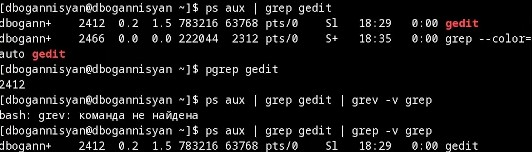 [dbogannisyan@dbogannisyan ~]$ ps aux | grep gedit
dbogann+ 2412 0.2 1.5 783216 63768 pts/0 Sl 18:29 0:00 gedit
dbogann+ 2466 0.0 0.0 222044 2312 pts/0 S+ 18:35 0:00 grep --color=
auto gedit
[dbogannisyan@dbogannisyan ~]$ pgrep gedit
2412
[dbogannisyan@dbogannisyan ~]$ ps aux | grep gedit | grev -v grep
bash: grev: команда не найдена
[dbogannisyan@dbogannisyan ~]$ ps aux | grep gedit | grep -v grep
dbogann+ 2412 0.2 1.5 783216 63768 pts/0 Sl 18:29 0:00 gedit